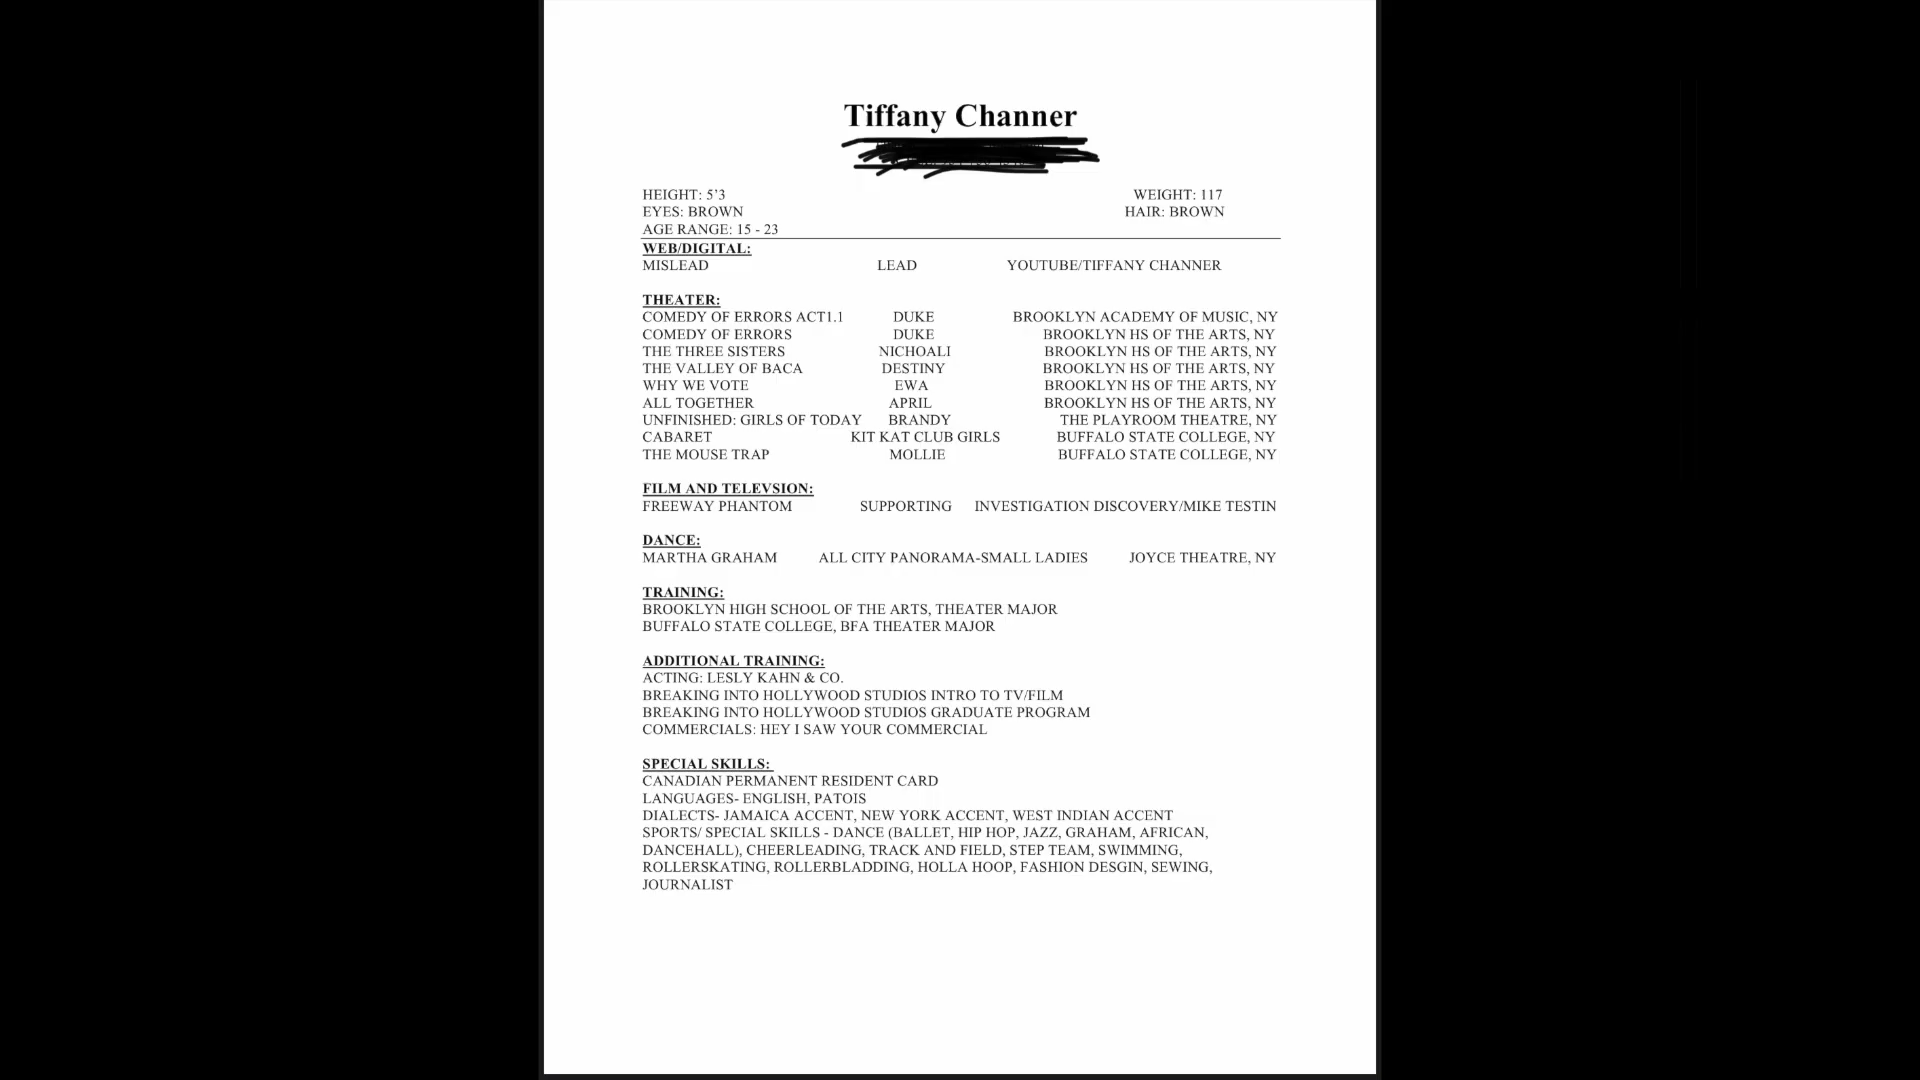 Tiffany Channer
HEIGHT: 5’3 WEIGHT: 117
EYES: BROWN HAIR: BROWN
AGE RANGE: 15 - 23
WEB/DIGITAL:
MISLEAD LEAD YOUTUBE/TIFFANY CHANNER
THEATER:
COMEDY OF ERRORS ACT1.1 DUKE BROOKLYN ACADEMY OF MUSIC, NY
COMEDY OF ERRORS DUKE BROOKLYN HS OF THE ARTS, NY
THE THREE SISTERS NICHOALI BROOKLYN HS OF THE ARTS, NY
THE VALLEY OF BACA DESTINY BROOKLYN HS OF THE ARTS, NY
WHY WE VOTE EWA BROOKLYN HS OF THE ARTS, NY
ALL TOGETHER APRIL BROOKLYN HS OF THE ARTS, NY
UNFINISHED: GIRLS OF TODAY BRANDY THE PLAYROOM THEATRE, NY
CABARET KIT KAT CLUB GIRLS BUFFALO STATE COLLEGE, NY
THE MOUSE TRAP MOLLIE BUFFALO STATE COLLEGE, NY
FILM AND TELEVSION:
FREEWAY PHANTOM SUPPORTING INVESTIGATION DISCOVERY/MIKE TESTIN
DANCE:
MARTHA GRAHAM ALL CITY PANORAMA-SMALL LADIES JOYCE THEATRE, NY
TRAINING:
BROOKLYN HIGH SCHOOL OF THE ARTS, THEATER MAJOR
BUFFALO STATE COLLEGE, BFA THEATER MAJOR
ADDITIONAL TRAINING:
ACTING: LESLY KAHN & CO.
BREAKING INTO HOLLYWOOD STUDIOS INTRO TO TV/FILM
BREAKING INTO HOLLYWOOD STUDIOS GRADUATE PROGRAM
COMMERCIALS: HEY I SAW YOUR COMMERCIAL
SPECIAL SKILLS:
CANADIAN PERMANENT RESIDENT CARD
LANGUAGES- ENGLISH, PATOIS
DIALECTS- JAMAICA ACCENT, NEW YORK ACCENT, WEST INDIAN ACCENT
SPORTS/ SPECIAL SKILLS - DANCE (BALLET, HIP HOP, JAZZ, GRAHAM, AFRICAN,
DANCEHALL), CHEERLEADING, TRACK AND FIELD, STEP TEAM, SWIMMING,
ROLLERSKATING, ROLLERBLADDING, HOLLA HOOP, FASHION DESGIN, SEWING,
JOURNALIST